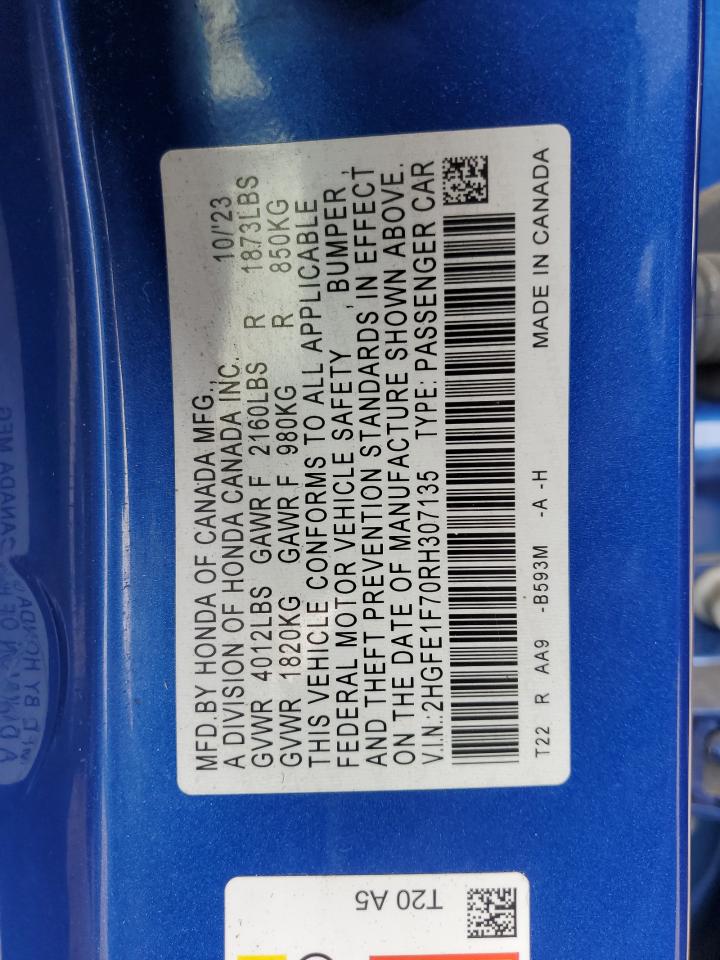 MFD.BY HONDA OF CANADA MFG., 10/'23
A DIVISION OF HONDA CANADA INC.
GVWR 4012LBS GAWR F 2160LBS R 1873LBS
GVWR 1820KG GAWR F 980KG R 850KG
THIS VEHICLE CONFORMS TO ALL APPLICABLE
FEDERAL MOTOR VEHICLE SAFETY , BUMPER ,
AND THEFT PREVENTION STANDARDS IN EFFECT
ON THE DATE OF MANUFACTURE SHOWN ABOVE.
V.IN.:2HGFE1F70RH307135 TYPE: PASSENGER CAR
T22 R AA9 -B593M -A -H MADE IN CANADA
T20 A5